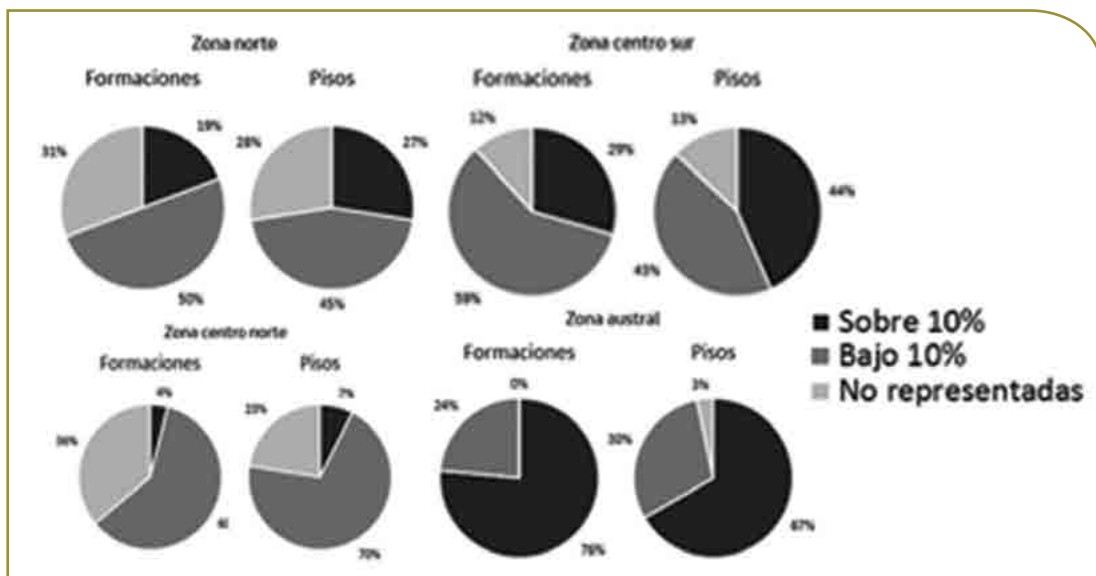 Zona norte
Formaciones Pisos
31% 19% 28% 27%
50% 45%
Zona centro sur
Formaciones Pisos
12% 29% 13% 44%
59% 43%
Zona centro norte
Formaciones Pisos
36% 4% 23% 7%
70%
Zona austral
Formaciones Pisos
0% 24% 3% 30%
76% 67%
Sobre 10%
Bajo 10%
No representadas